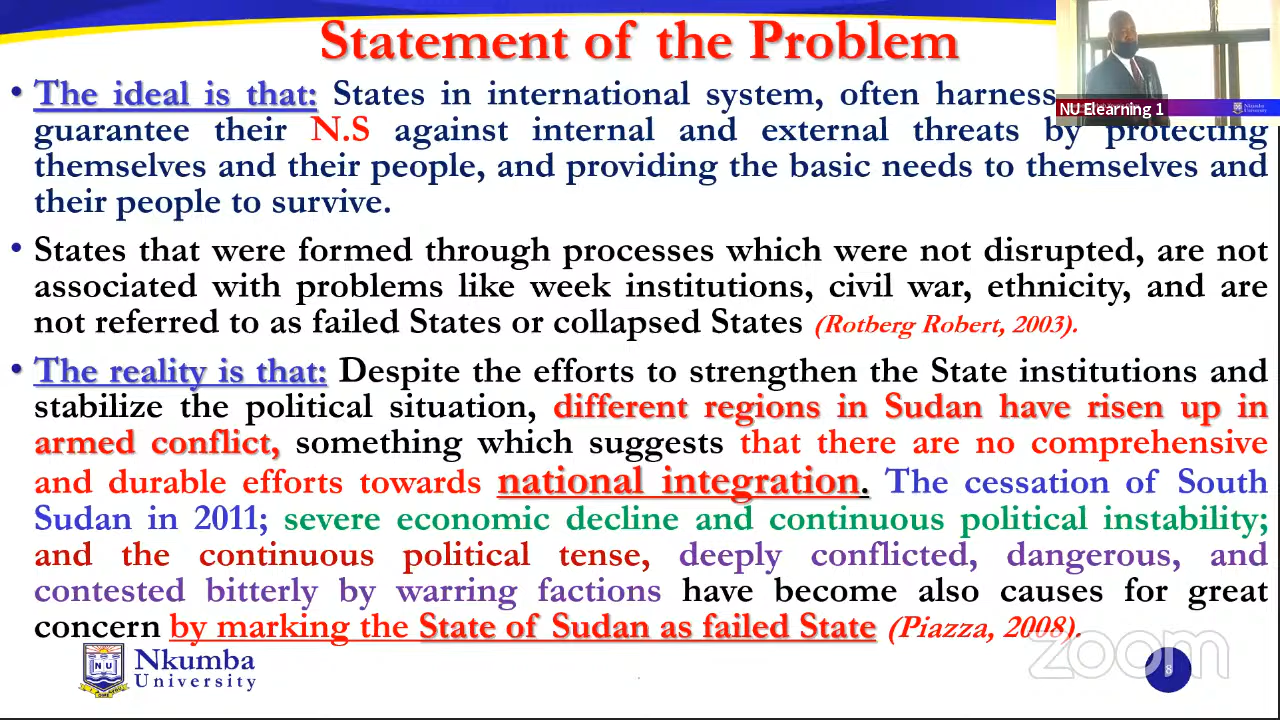 Statement of the Problem
• The ideal is that: States in international system, often harness
guarantee their N.S against internal and external threats by protecting
themselves and their people, and providing the basic needs to themselves and
their people to survive.
• States that were formed through processes which were not disrupted, are not
associated with problems like week institutions, civil war, ethnicity, and are
not referred to as failed States or collapsed States (Rotberg Robert, 2003).
• The reality is that: Despite the efforts to strengthen the State institutions and
stabilize the political situation, different regions in Sudan have risen up in
armed conflict, something which suggests that there are no comprehensive
and durable efforts towards national integration. The cessation of South
Sudan in 2011; severe economic decline and continuous political instability;
and the continuous political tense, deeply conflicted, dangerous, and
contested bitterly by warring factions have become also causes for great
concern by marking the State of Sudan as failed State (Piazza, 2008).
NU Elearning 1
Nkumba
University
zoom
8